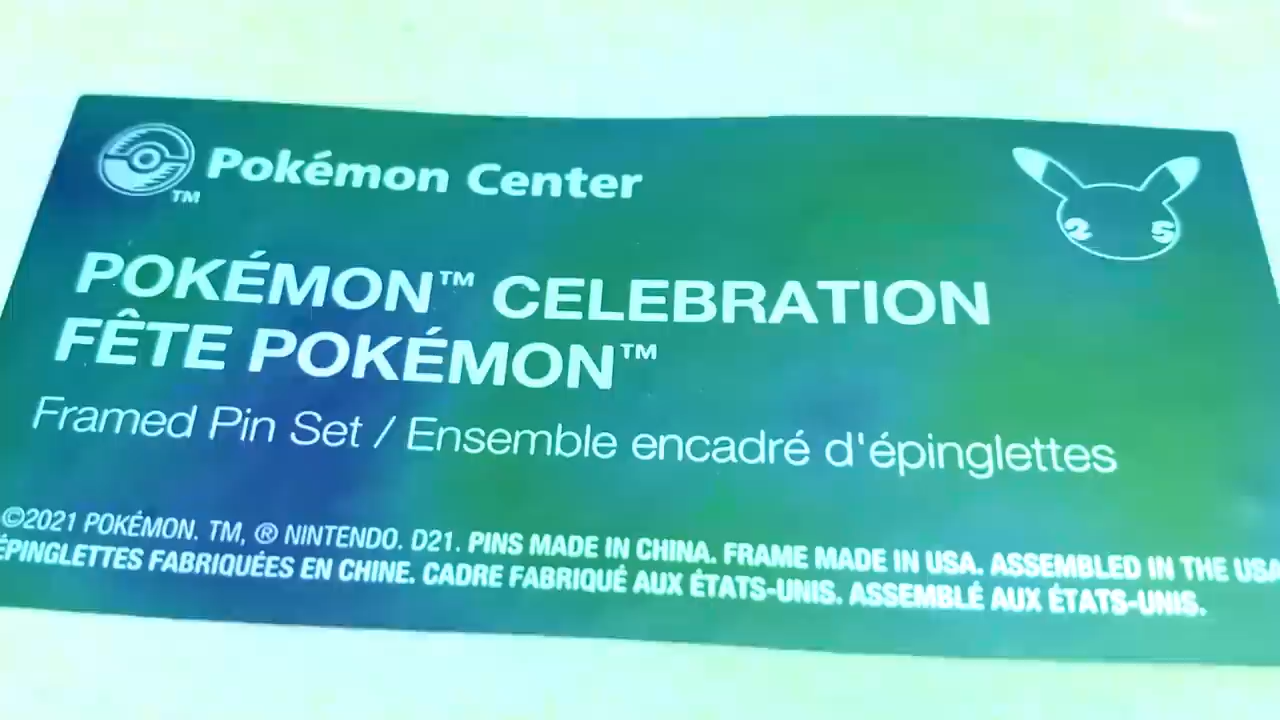 Pokémon Center
TM
2 5
POKÉMON™ CELEBRATION
FÊTE POKÉMON™
Framed Pin Set / Ensemble encadré d'épinglettes
©2021 POKÉMON. TM, ® NINTENDO. D21. PINS MADE IN CHINA. FRAME MADE IN USA. ASSEMBLED IN THE USA
ÉPINGLETTES FABRIQUÉES EN CHINE. CADRE FABRIQUÉ AUX ÉTATS-UNIS. ASSEMBLÉ AUX ÉTATS-UNIS.